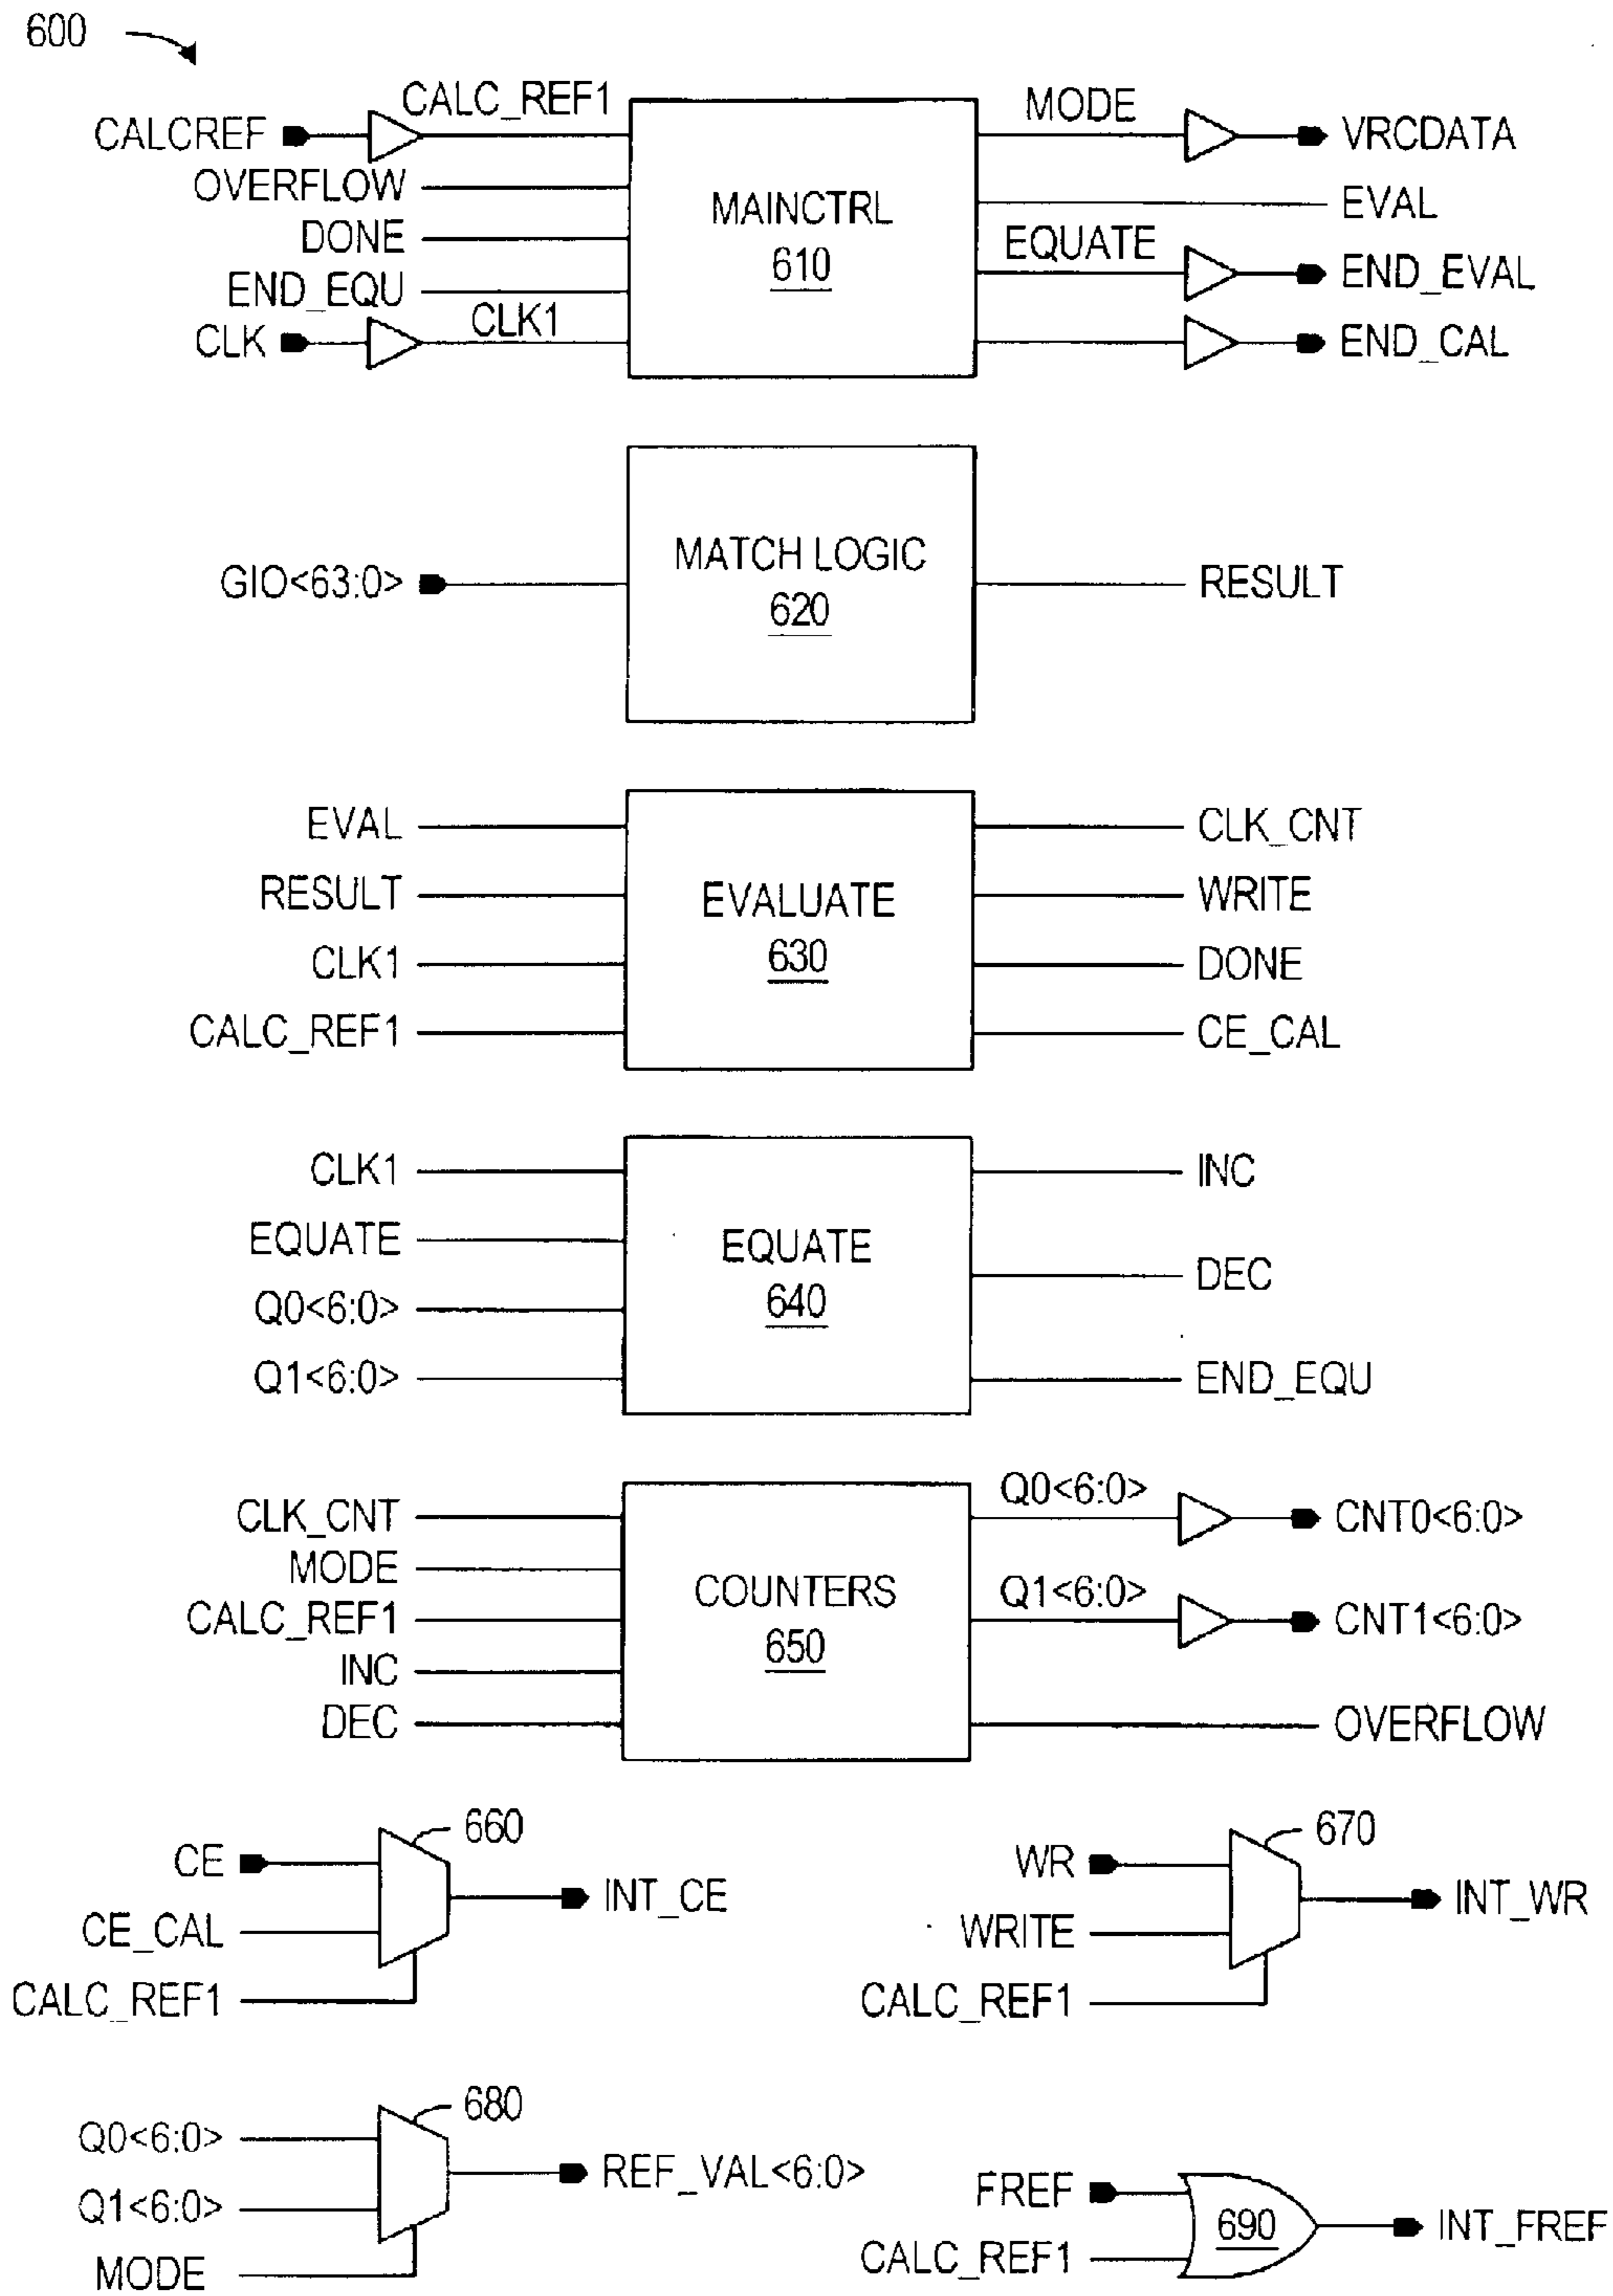 600
CALCREF CALC_REF1 MODE VRCDATA
OVERFLOW
DONE
END_EQU
CLK CLK1
MAINCTRL
610
EVAL
EQUATE END_EVAL
END_CAL
GIO<63:0> MATCH LOGIC RESULT
620
EVAL CLK_CNT
RESULT EVALUATE WRITE
CLK1 630 DONE
CALC_REF1 CE_CAL
CLK1 INC
EQUATE EQUATE DEC
Q0<6:0> 640
Q1<6:0> END_EQU
CLK_CNT Q0<6:0> CNT0<6:0>
MODE
COUNTERS
CALC_REF1 Q1<6:0> CNT1<6:0>
650
INC
DEC OVERFLOW
660
CE
INT_CE
CE_CAL
CALC_REF1
670
WR
INT_WR
WRITE
CALC_REF1
680
Q0<6:0>
REF_VAL<6:0>
Q1<6:0>
MODE
FREF
690 INT_FREF
CALC_REF1